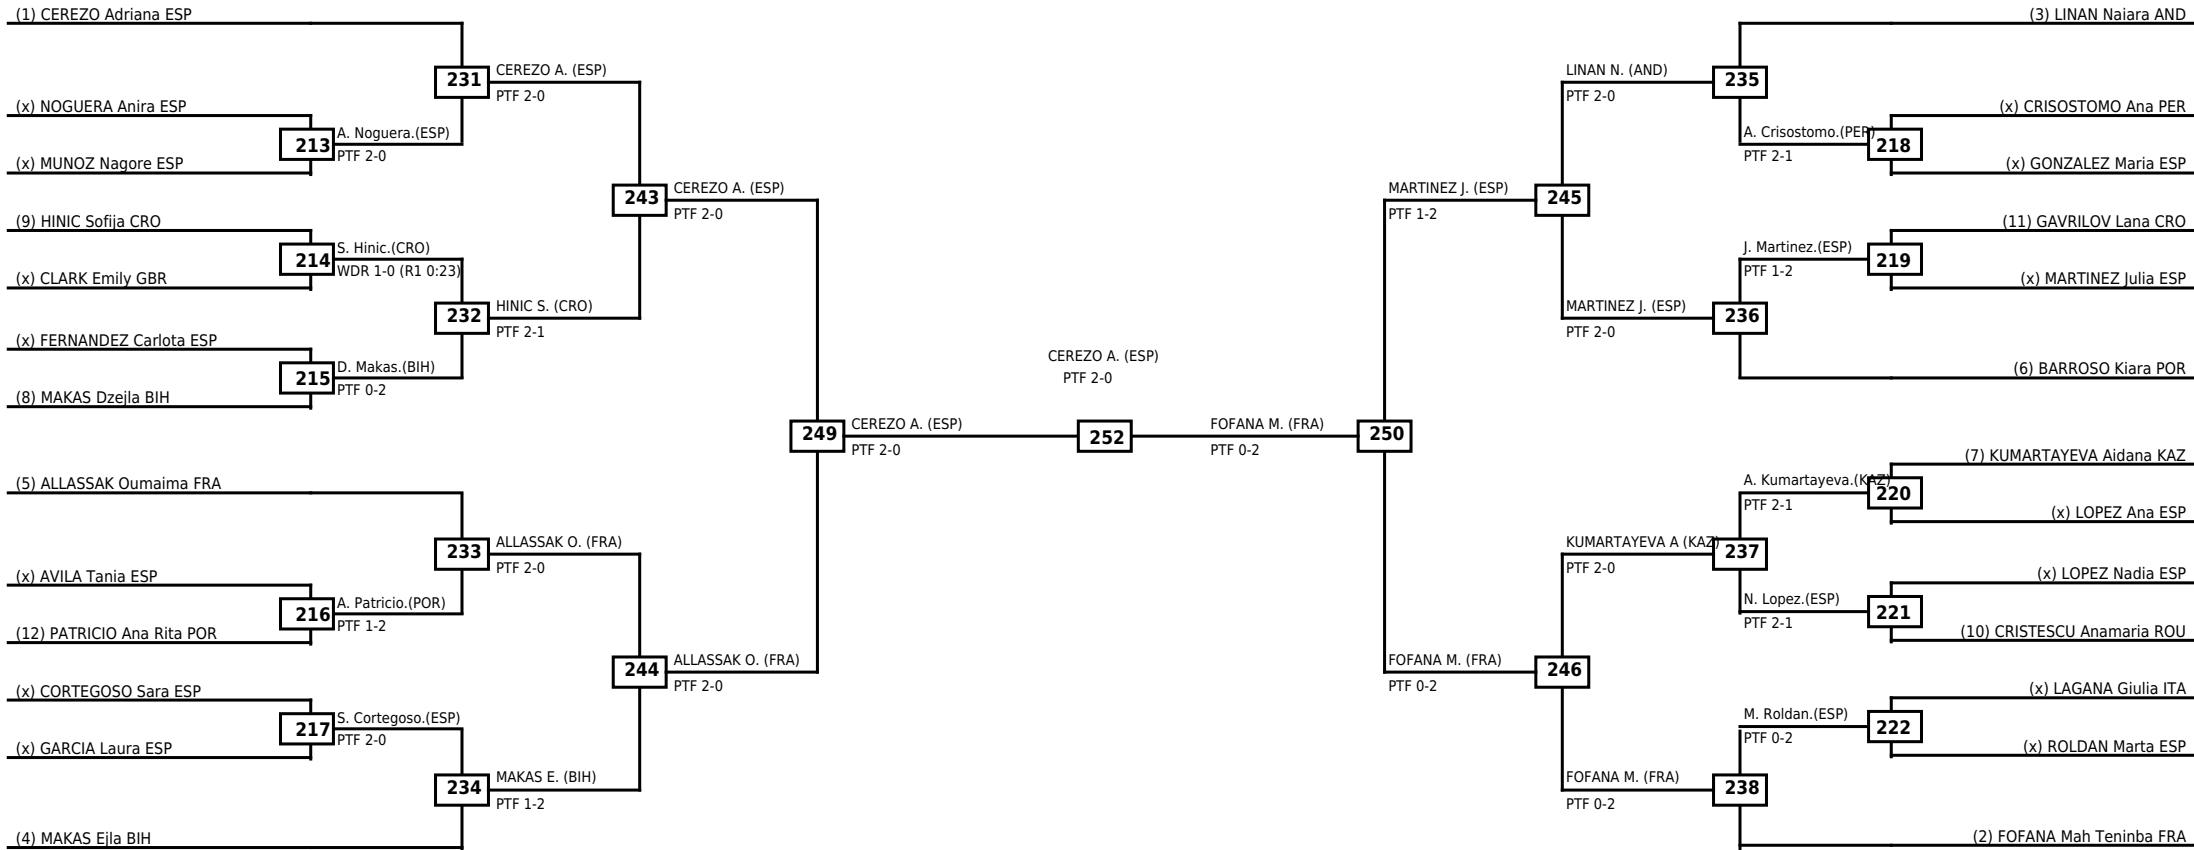 (1) CEREZO Adriana ESP
(x) NOGUERA Anira ESP
(x) MUNOZ Nagore ESP
(9) HINIC Sofija CRO
(x) CLARK Emily GBR
(x) FERNANDEZ Carlota ESP
(8) MAKAS Dzejla BIH
(5) ALLASSAK Oumaima FRA
(x) AVILA Tania ESP
(12) PATRICIO Ana Rita POR
(x) CORTEGOSO Sara ESP
(x) GARCIA Laura ESP
(4) MAKAS Ejla BIH
213
A. Noguera.(ESP)
PTF 2-0
214
S. Hinic.(CRO)
WDR 1-0 (R1 0:23)
215
D. Makas.(BIH)
PTF 0-2
216
A. Patricio.(POR)
PTF 1-2
217
S. Cortegoso.(ESP)
PTF 2-0
231
CEREZO A. (ESP)
PTF 2-0
232
HINIC S. (CRO)
PTF 2-1
233
ALLASSAK O. (FRA)
PTF 2-0
234
MAKAS E. (BIH)
PTF 1-2
243
CEREZO A. (ESP)
PTF 2-0
244
ALLASSAK O. (FRA)
PTF 2-0
249
CEREZO A. (ESP)
PTF 2-0
CEREZO A. (ESP)
PTF 2-0
252
FOFANA M. (FRA)
PTF 0-2
250
MARTINEZ J. (ESP)
PTF 1-2
245
FOFANA M. (FRA)
PTF 0-2
246
LINAN N. (AND)
PTF 2-0
235
MARTINEZ J. (ESP)
PTF 2-0
236
KUMARTAYEVA A (KAZ)
PTF 2-0
237
FOFANA M. (FRA)
PTF 0-2
238
A. Crisostomo.(PER)
PTF 2-1
218
J. Martinez.(ESP)
PTF 1-2
219
A. Kumartayeva.(KAZ)
PTF 2-1
220
N. Lopez.(ESP)
PTF 2-1
221
M. Roldan.(ESP)
PTF 0-2
222
(3) LINAN Naiara AND
(x) CRISOSTOMO Ana PER
(x) GONZALEZ Maria ESP
(11) GAVRILOV Lana CRO
(x) MARTINEZ Julia ESP
(6) BARROSO Kiara POR
(7) KUMARTAYEVA Aidana KAZ
(x) LOPEZ Ana ESP
(x) LOPEZ Nadia ESP
(10) CRISTESCU Anamaria ROU
(x) LAGANA Giulia ITA
(x) ROLDAN Marta ESP
(2) FOFANA Mah Teninba FRA